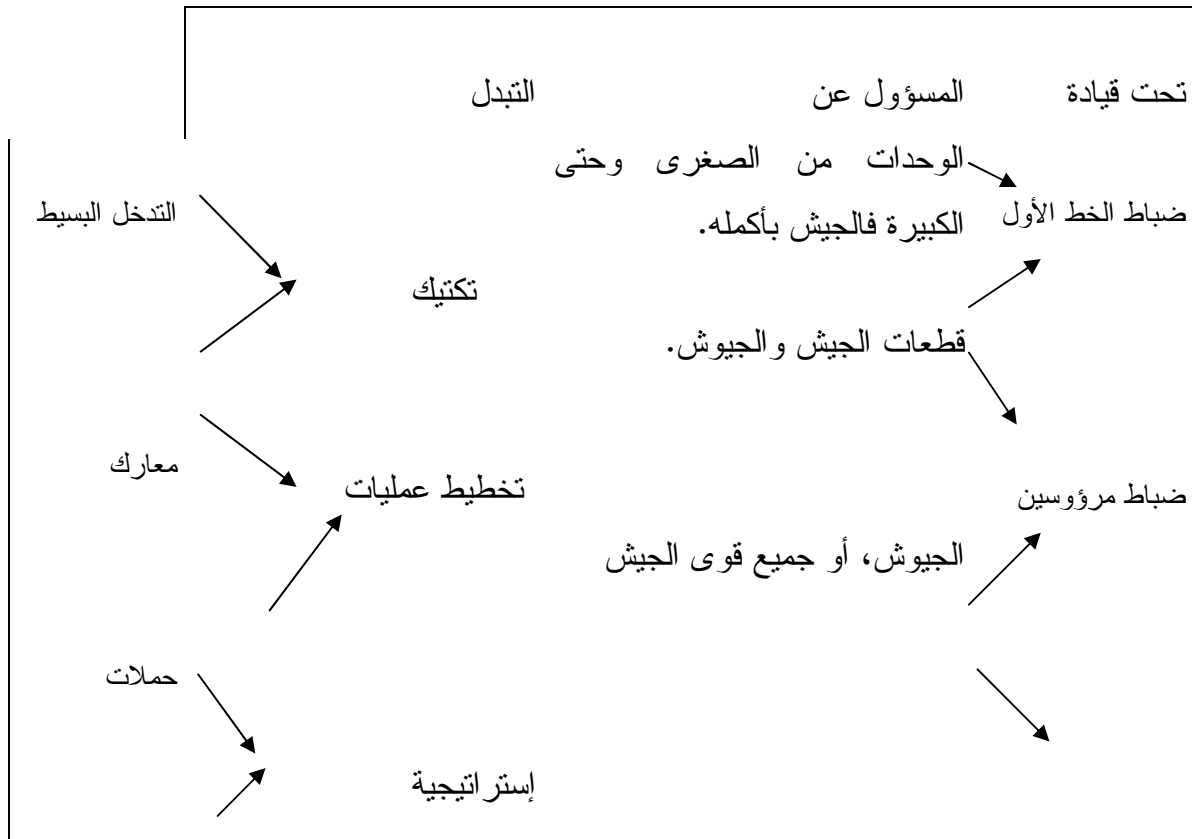 تحت قيادة المسؤول عن التبدل
الوحدات من الصغرى وحتى
ضباط الخط الأول الكبيرة فالجيش بأكمله. التدخل البسيط
تكتيك
قطعات الجيش والجيوش.
معارك
ضباط مرؤوسين تخطيط عمليات
الجيوش، أو جميع قوى الجيش
حملات
إستراتيجية